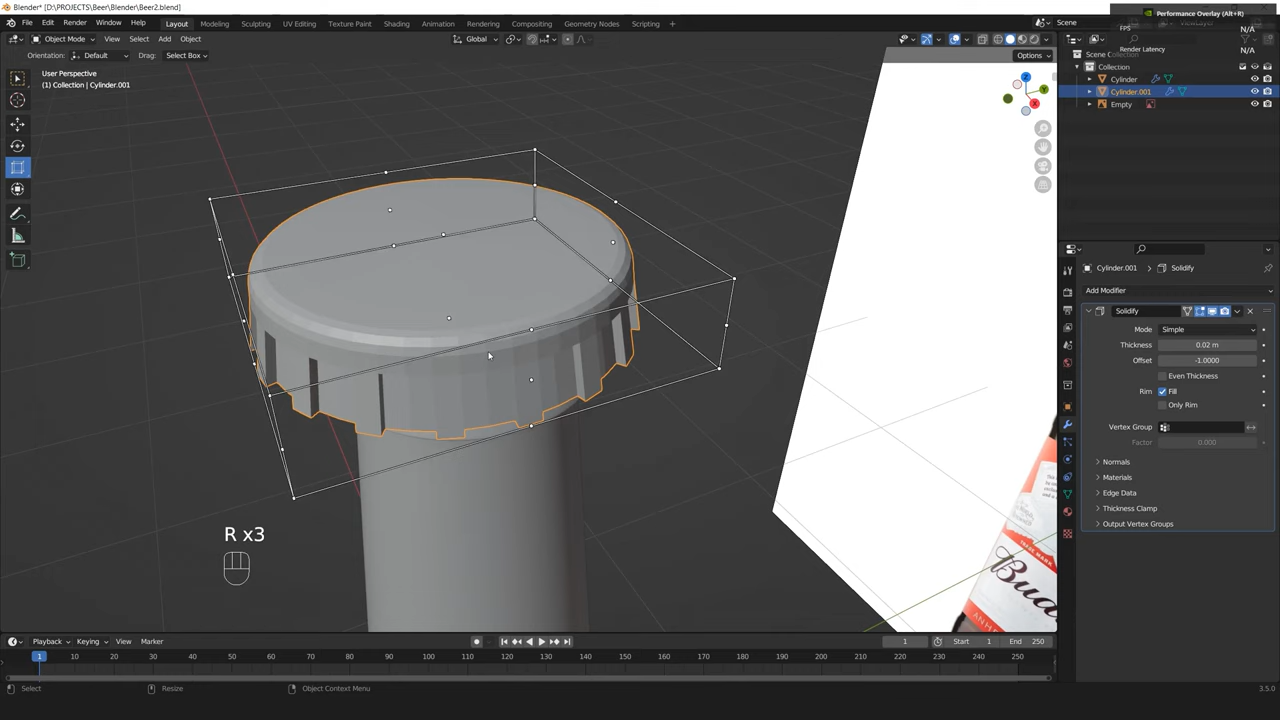 Blender* [D:\PROJECTS\Beer\Blender\Beer2.blend]
File Edit Render Window Help Layout Modeling Sculpting UV Editing Texture Paint Shading Animation Rendering Compositing Geometry Nodes Scripting Scene
Performance Overlay (Alt+R)
FPS N/A
Render Latency N/A
Object Mode View Select Add Object Global
Orientation: Default Drag: Select Box Options
User Perspective
(1) Collection | Cylinder.001
Z
Y
X
Scene Collection
Collection
Cylinder
Cylinder.001
Empty
Cylinder.001 > Solidify
Add Modifier
Solidify
Mode Simple
Thickness 0.02 m
Offset -1.0000
Even Thickness
Rim Fill
Only Rim
Vertex Group
Factor 0.000
Normals
Materials
Edge Data
Thickness Clamp
Output Vertex Groups
R x3
Playback Keying View Marker 1 Start 1 End 250
1 10 20 30 40 50 60 70 80 90 100 110 120 130 140 150 160 170 180 190 200 210 220 230 240 250
Select Resize Object Context Menu 3.5.0